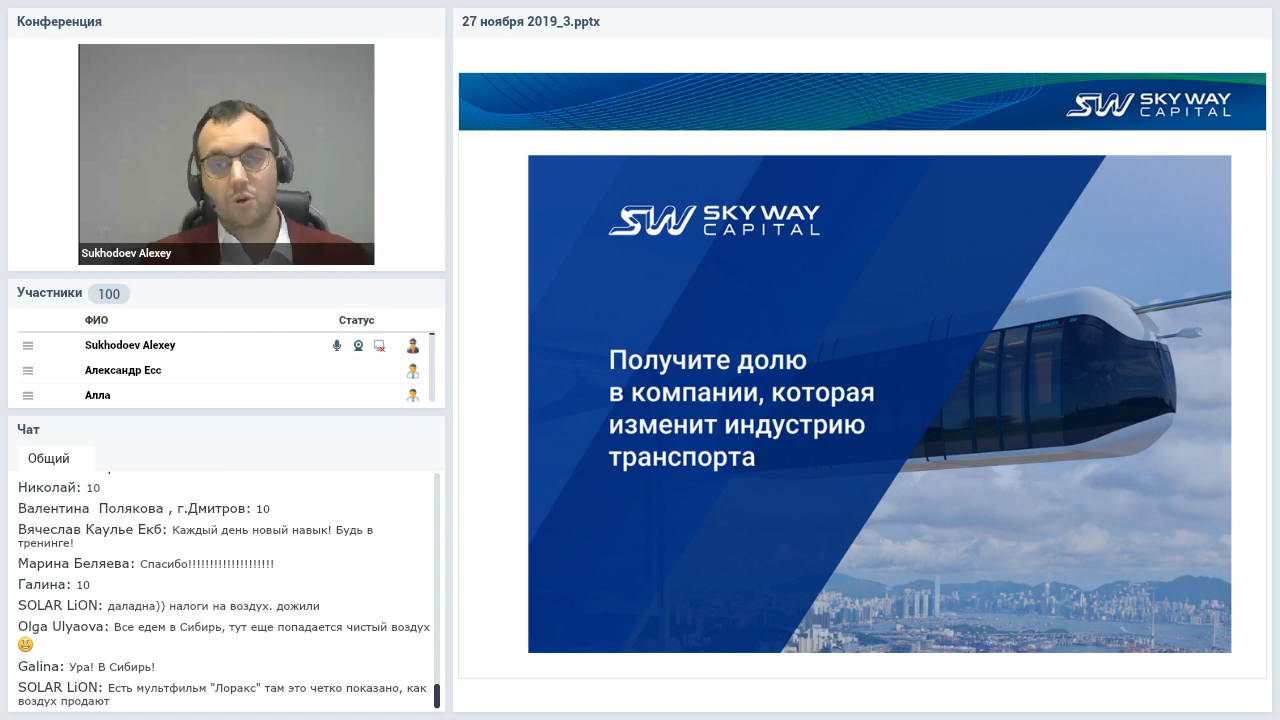 Конференция
Sukhodoev Alexey
Участники 100
ФИО Статус
Sukhodoev Alexey
Александр Есс
Алла
Чат
Общий
Николай: 10
Валентина Полякова , г.Дмитров: 10
Вячеслав Каулье Екб: Каждый день новый навык! Будь в
тренинге!
Марина Беляева: Спасибо!!!!!!!!!!!!!!!!!!!!
Галина: 10
SOLAR LiON: даладна)) налоги на воздух. дожили
Olga Ulyaova: Все едем в Сибирь, тут еще попадается чистый воздух
Galina: Ура! В Сибирь!
SOLAR LiON: Есть мультфильм "Лоракс" там это четко показано, как
воздух продают
27 ноября 2019_3.pptx
SW SKY WAY
CAPITAL
SW SKY WAY
CAPITAL
Получите долю
в компании, которая
изменит индустрию
транспорта